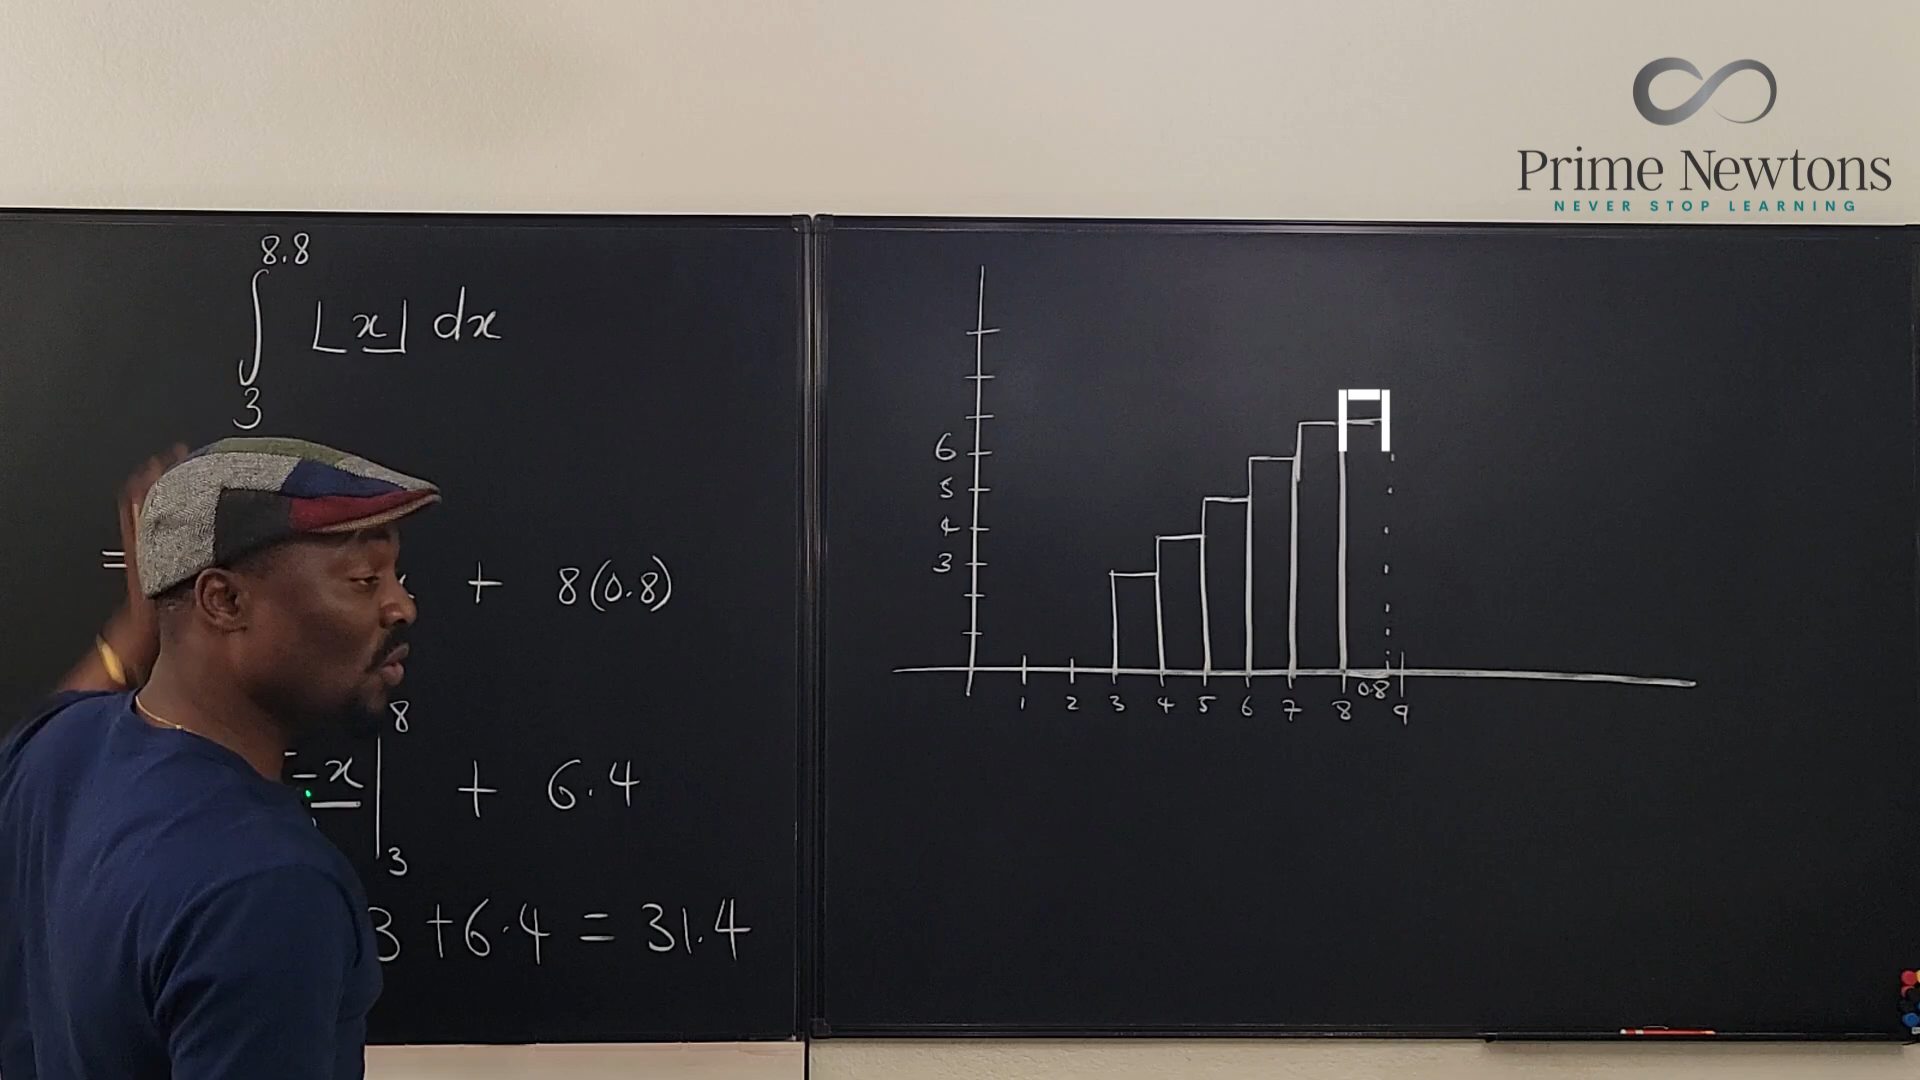 Prime Newtons
NEVER STOP LEARNING
8.8
∫ ⌊x⌋ dx
3
= + 8(0.8)
8
-x | + 6.4
3
3 + 6.4 = 31.4
6
5
4
3
1 2 3 4 5 6 7 8 0.8 9